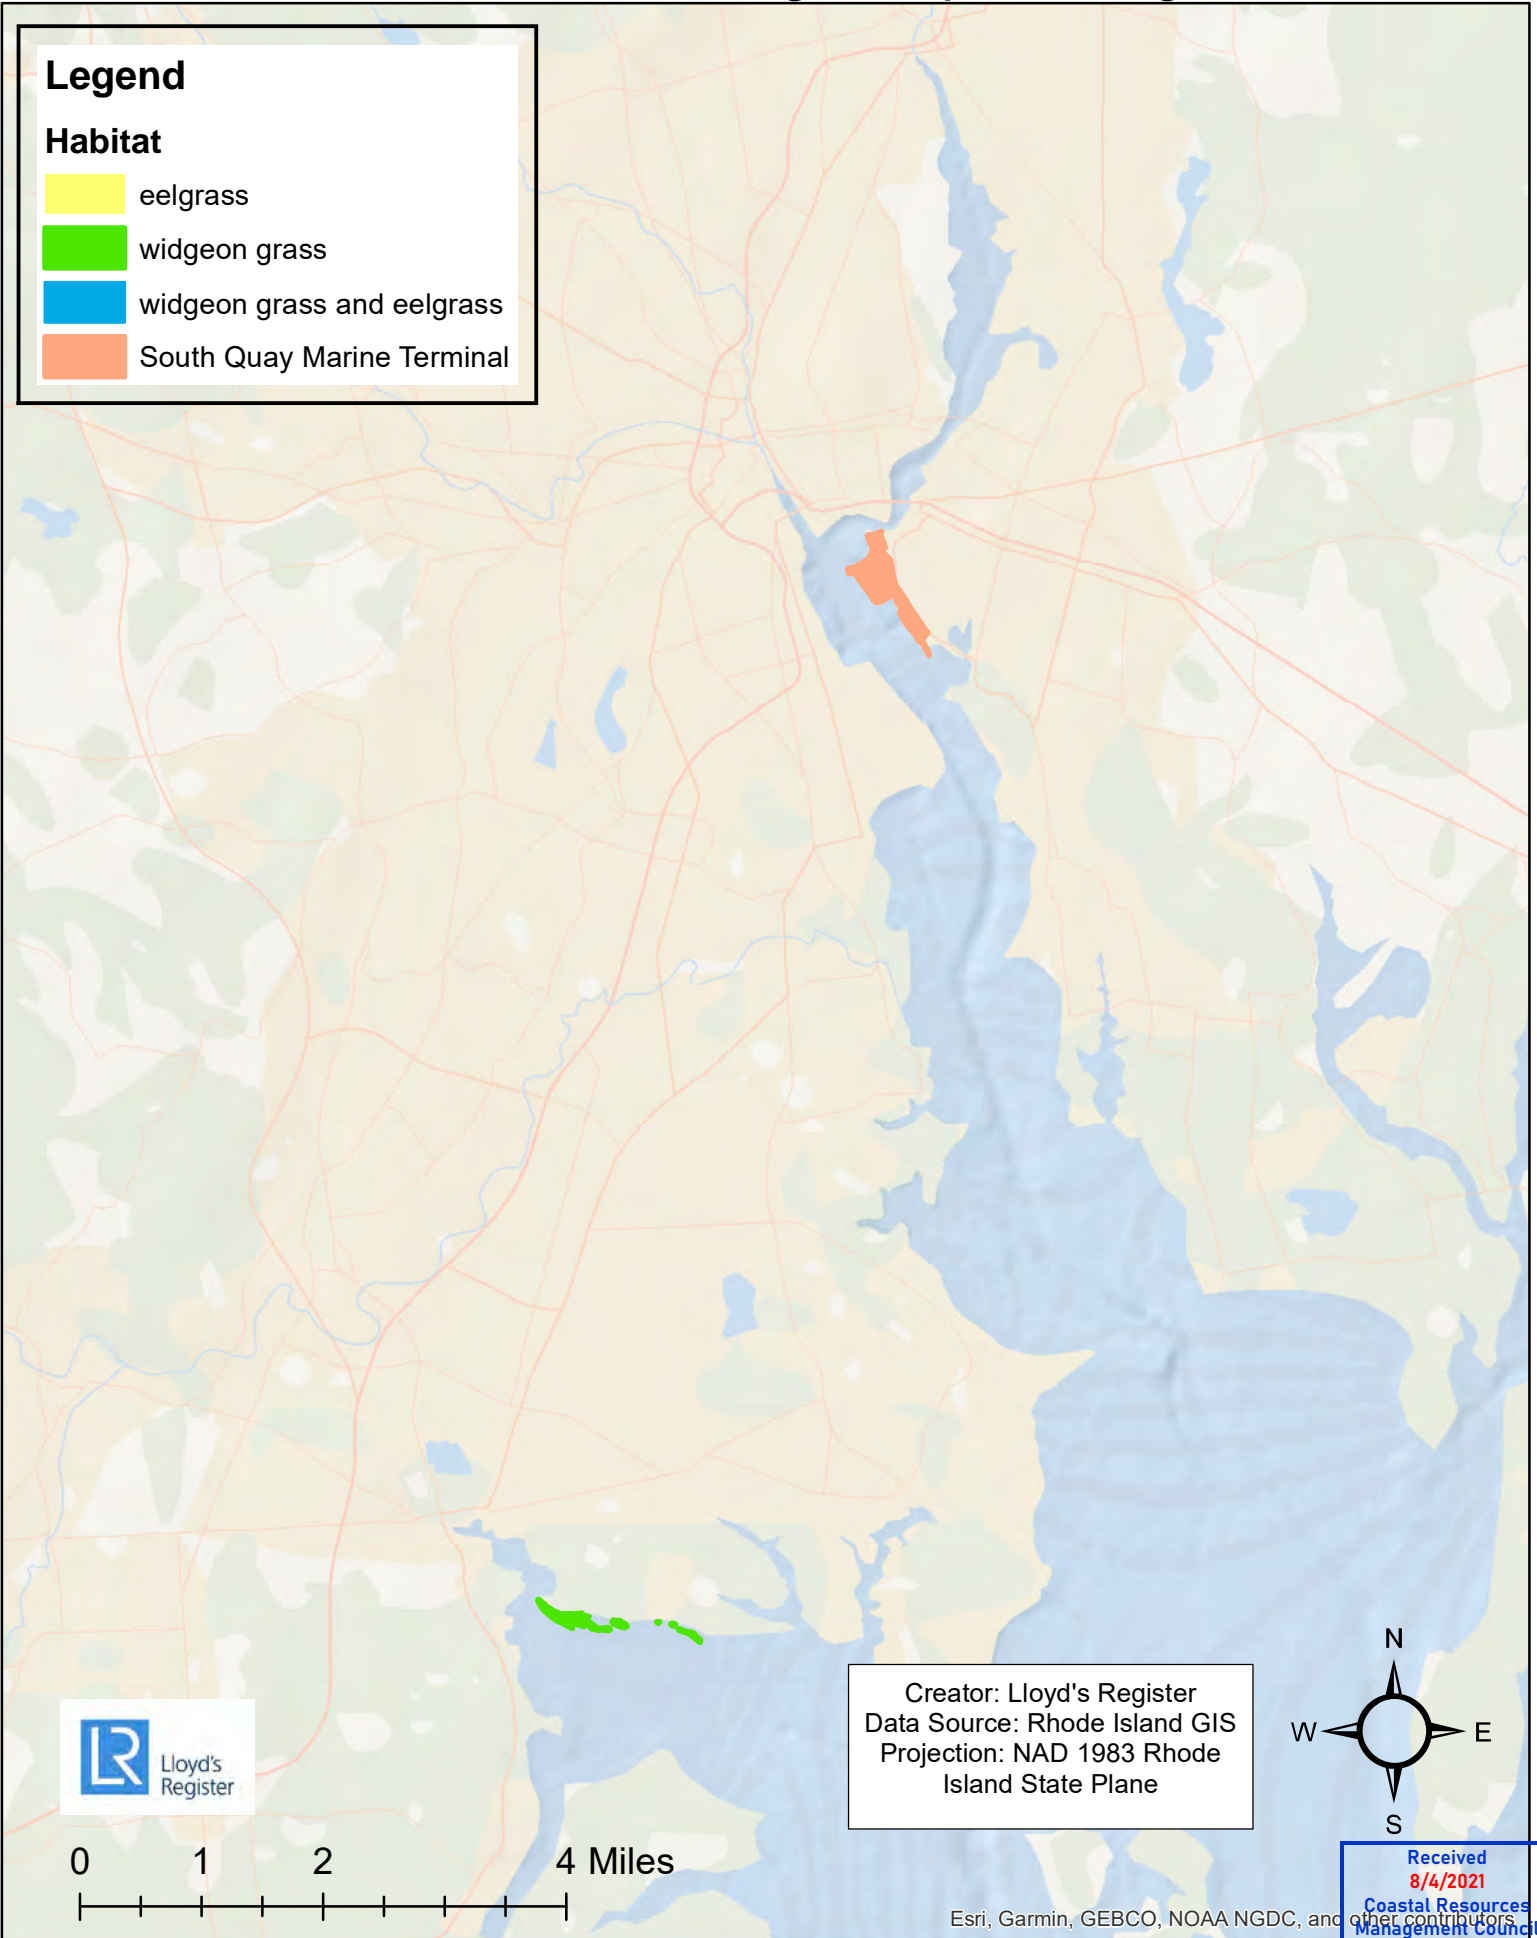 Legend
Habitat
eelgrass
widgeon grass
widgeon grass and eelgrass
South Quay Marine Terminal
N
W E
S
Creator: Lloyd's Register
Data Source: Rhode Island GIS
Projection: NAD 1983 Rhode
Island State Plane
LR
Lloyd's
Register
0 1 2 4 Miles
Received
8/4/2021
Coastal Resources
Management Council
Esri, Garmin, GEBCO, NOAA NGDC, and other contributors